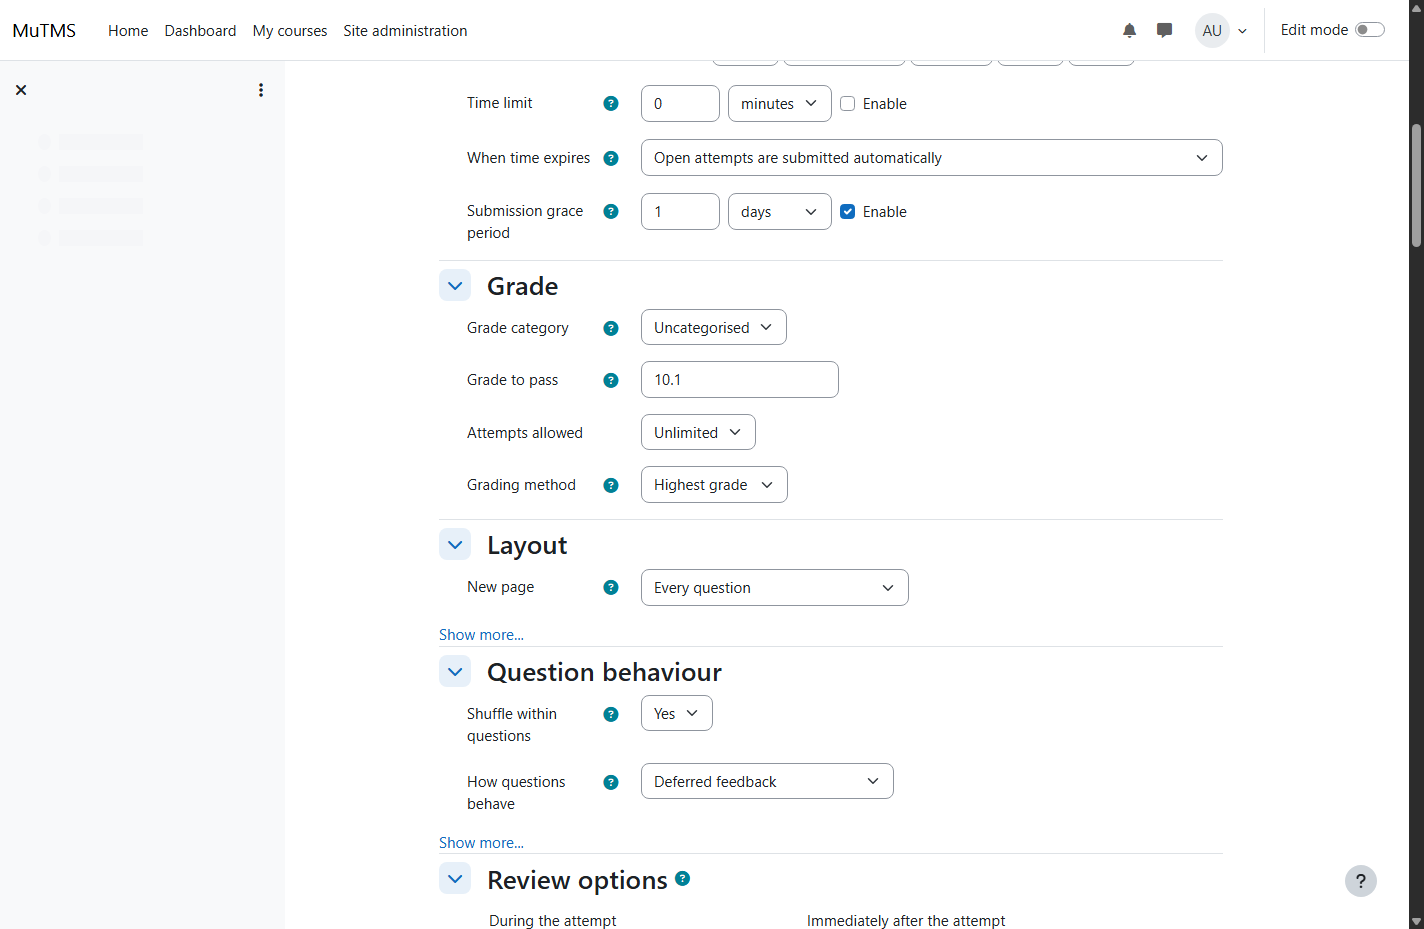 MuTMS Home Dashboard My courses Site administration AU Edit mode
Time limit ? 0 minutes Enable
When time expires ? Open attempts are submitted automatically
Submission grace period ? 1 days Enable
Grade
Grade category ? Uncategorised
Grade to pass ? 10.1
Attempts allowed Unlimited
Grading method ? Highest grade
Layout
New page ? Every question
Show more...
Question behaviour
Shuffle within questions ? Yes
How questions behave ? Deferred feedback
Show more...
Review options ?
?
During the attempt Immediately after the attempt